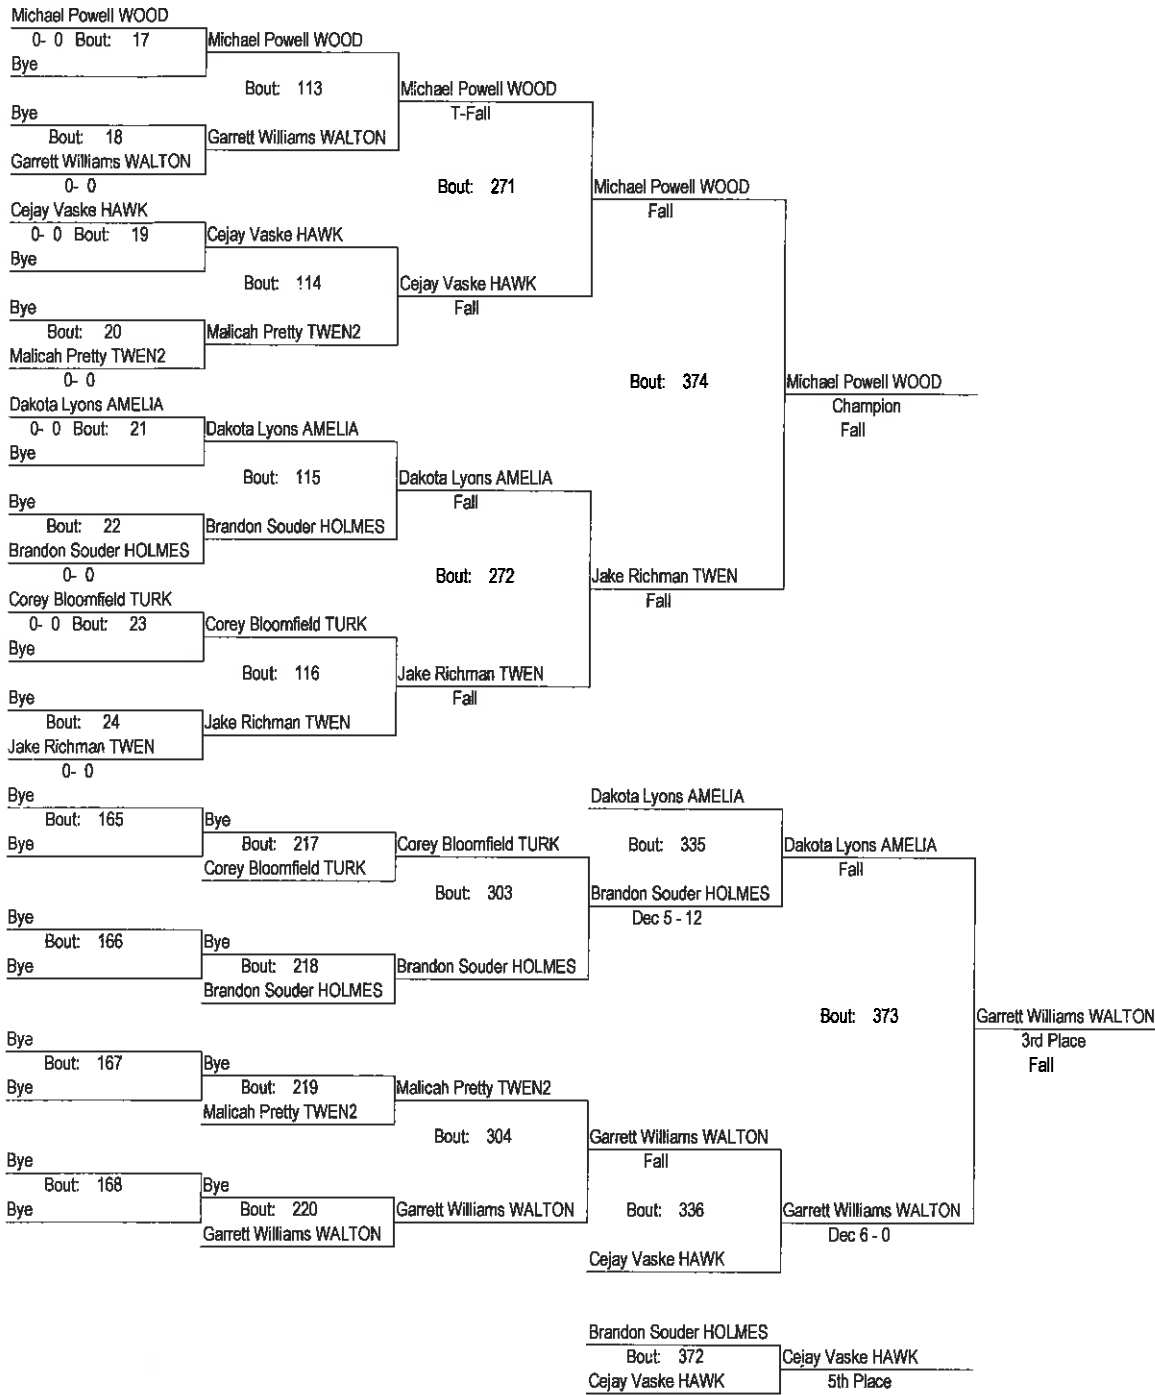 Michael Powell WOOD
0- 0 Bout: 17
Michael Powell WOOD
Bye
Bout: 113
Michael Powell WOOD
T-Fall
Bye
Bout: 18
Garrett Williams WALTON
Garrett Williams WALTON
0- 0
Bout: 271
Michael Powell WOOD
Fall
Cejay Vaske HAWK
0- 0 Bout: 19
Cejay Vaske HAWK
Bye
Bout: 114
Cejay Vaske HAWK
Fall
Bye
Bout: 20
Malicah Pretty TWEN2
Malicah Pretty TWEN2
0- 0
Bout: 374
Michael Powell WOOD
Champion
Fall
Dakota Lyons AMELIA
0- 0 Bout: 21
Dakota Lyons AMELIA
Bye
Bout: 115
Dakota Lyons AMELIA
Fall
Bye
Bout: 22
Brandon Souder HOLMES
Brandon Souder HOLMES
0- 0
Bout: 272
Jake Richman TWEN
Fall
Corey Bloomfield TURK
0- 0 Bout: 23
Corey Bloomfield TURK
Bye
Bout: 116
Jake Richman TWEN
Fall
Bye
Bout: 24
Jake Richman TWEN
Jake Richman TWEN
0- 0
Bye
Bout: 165
Bye
Bye
Bout: 217
Corey Bloomfield TURK
Corey Bloomfield TURK
Bout: 303
Dakota Lyons AMELIA
Bout: 335
Dakota Lyons AMELIA
Fall
Brandon Souder HOLMES
Dec 5 - 12
Bye
Bout: 166
Bye
Bye
Bout: 218
Brandon Souder HOLMES
Brandon Souder HOLMES
Bout: 373
Garrett Williams WALTON
3rd Place
Fall
Bye
Bout: 167
Bye
Bye
Bout: 219
Malicah Pretty TWEN2
Malicah Pretty TWEN2
Bout: 304
Garrett Williams WALTON
Fall
Bye
Bout: 168
Bye
Bye
Bout: 220
Garrett Williams WALTON
Garrett Williams WALTON
Bout: 336
Garrett Williams WALTON
Dec 6 - 0
Cejay Vaske HAWK
Brandon Souder HOLMES
Bout: 372
Cejay Vaske HAWK
Cejay Vaske HAWK
5th Place